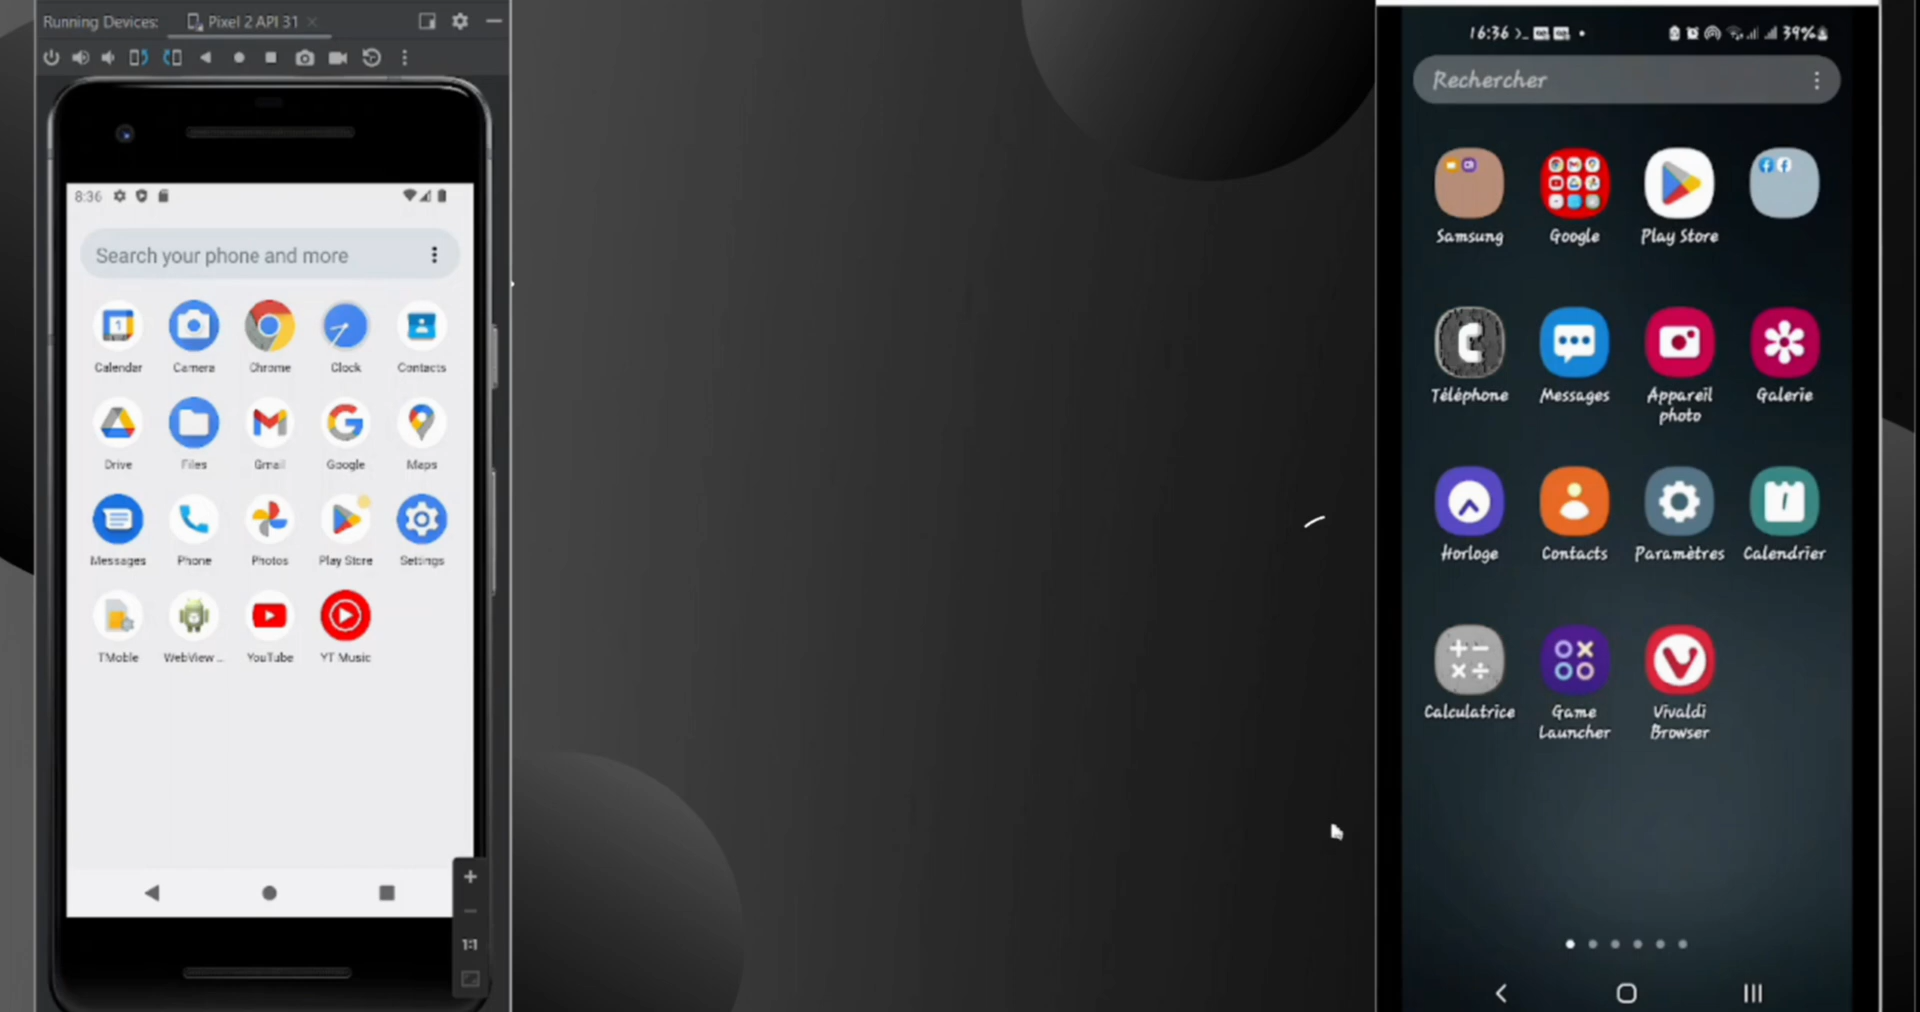 Running Devices: Pixel 2 API 31
8:36
Search your phone and more
Calendar Camera Chrome Clock Contacts
Drive Files Gmail Google Maps
Messages Phone Photos Play Store Settings
TMoble WebView ... YouTube YT Music
1:1
16:36
39%
Rechercher
Samsung Google Play Store
Téléphone Messages Appareil photo Galerie
Horloge Contacts Paramètres Calendrier
Calculatrice Game Launcher Vivaldi Browser